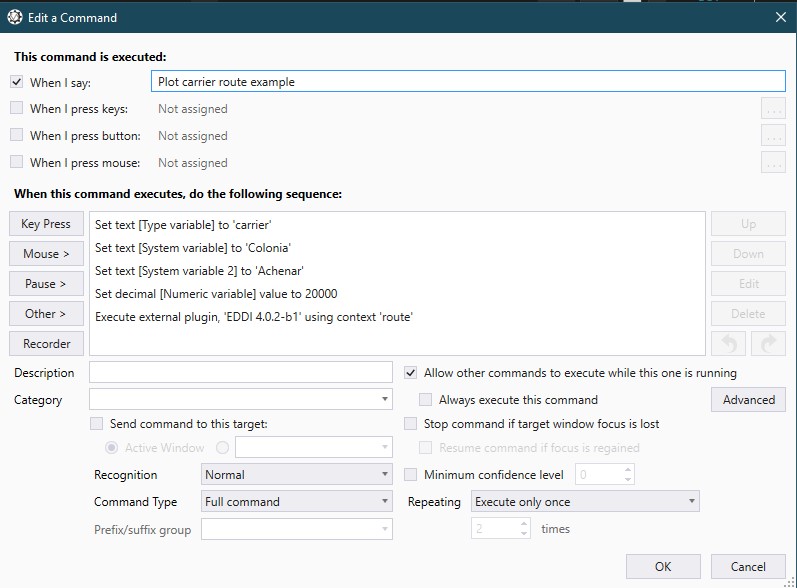 Edit a Command
This command is executed:
When I say: Plot carrier route example
When I press keys: Not assigned ...
When I press button: Not assigned ...
When I press mouse: Not assigned ...
When this command executes, do the following sequence:
Key Press
Mouse >
Pause >
Other >
Recorder
Set text [Type variable] to 'carrier'
Set text [System variable] to 'Colonia'
Set text [System variable 2] to 'Achenar'
Set decimal [Numeric variable] value to 20000
Execute external plugin, 'EDDI 4.0.2-b1' using context 'route'
Up
Down
Edit
Delete
Description
Category
Allow other commands to execute while this one is running
Always execute this command
Advanced
Send command to this target:
Stop command if target window focus is lost
Active Window
Resume command if focus is regained
Recognition Normal
Minimum confidence level 0
Command Type Full command
Repeating Execute only once
Prefix/suffix group
2 times
OK
Cancel